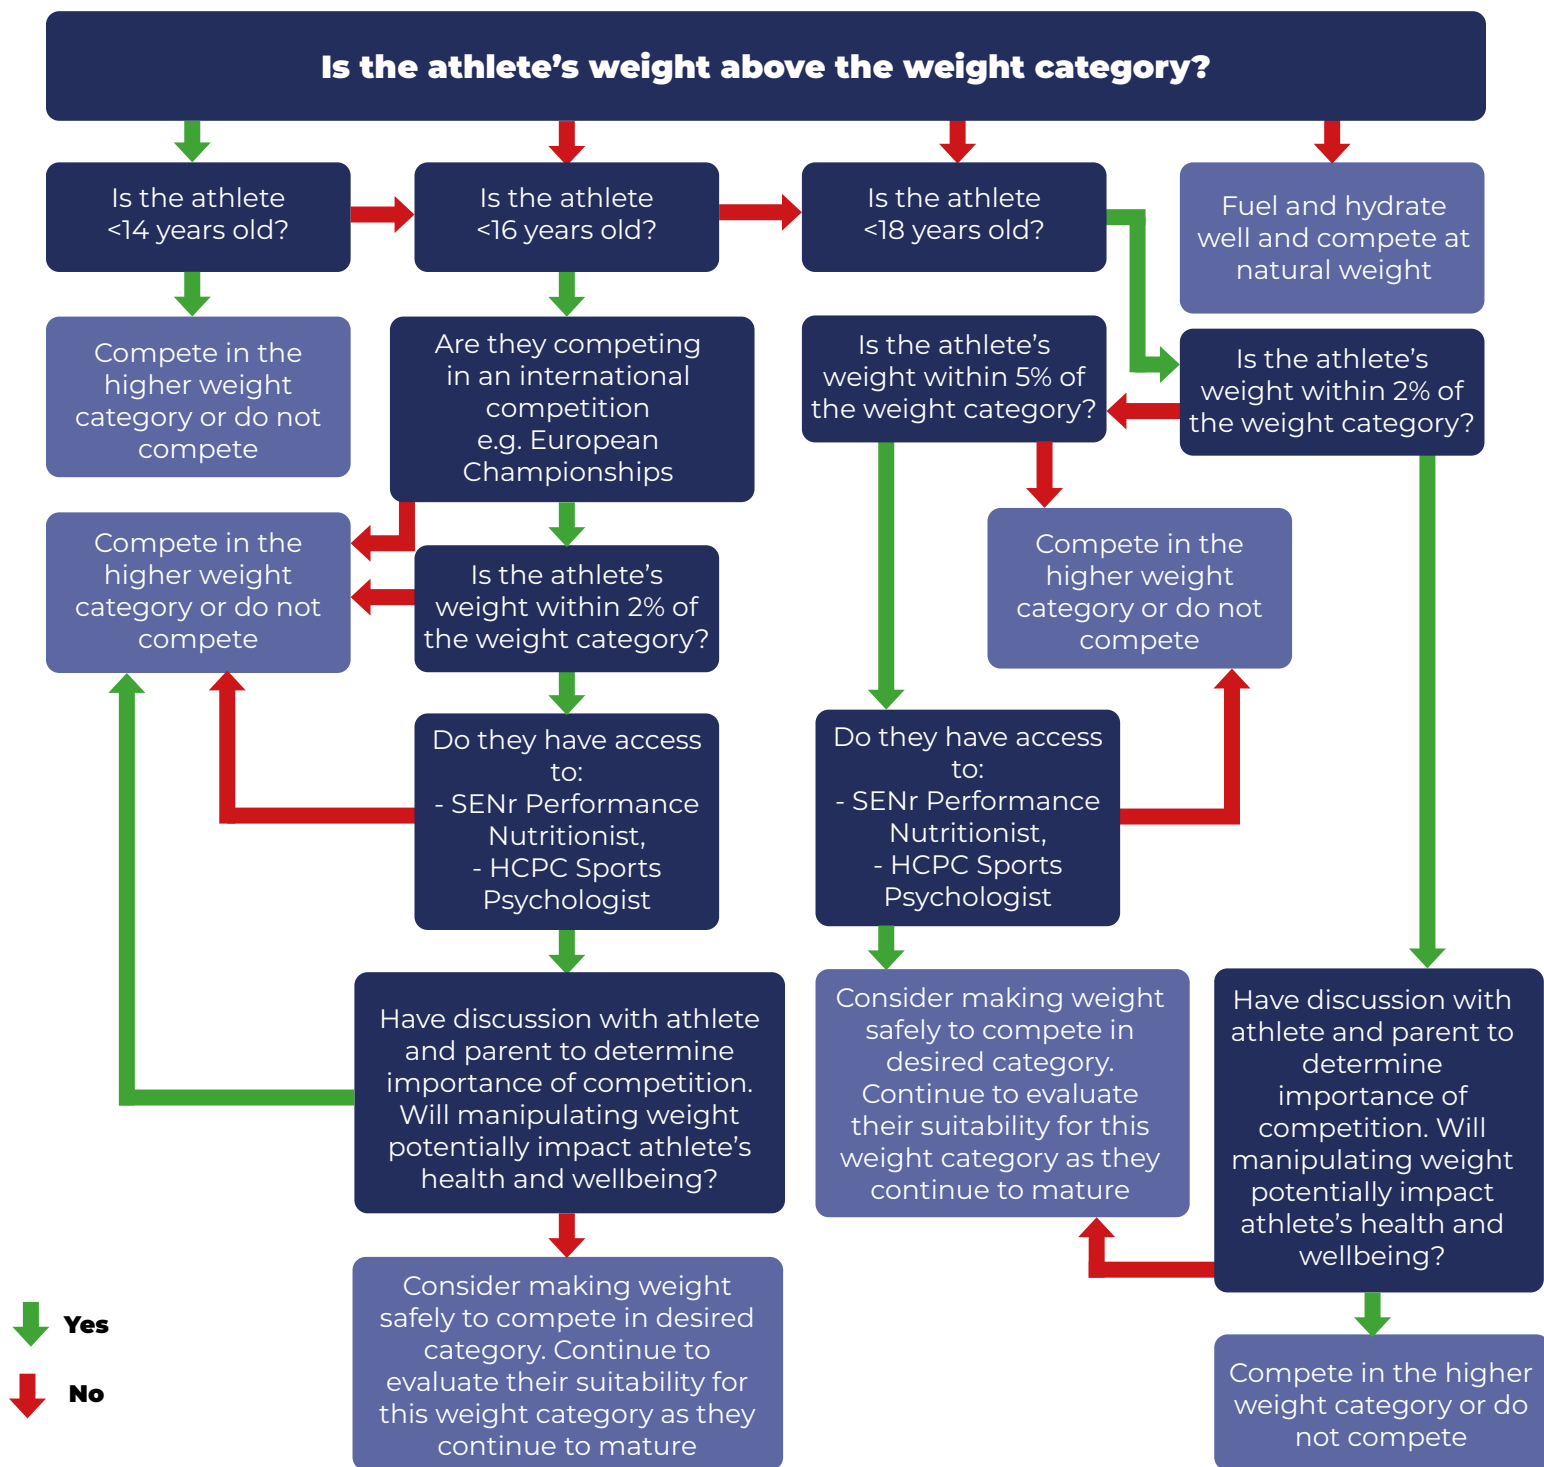 Is the athlete’s weight above the weight category?
Is the athlete
<14 years old?
Is the athlete
<16 years old?
Is the athlete
<18 years old?
Fuel and hydrate
well and compete at
natural weight
Compete in the
higher weight
category or do not
compete
Are they competing
in an international
competition
e.g. European
Championships
Is the athlete’s
weight within 5% of
the weight category?
Is the athlete’s
weight within 2% of
the weight category?
Compete in the
higher weight
category or do not
compete
Is the athlete’s
weight within 2% of
the weight category?
Compete in the
higher weight
category or do not
compete
Do they have access
to:
- SENr Performance
Nutritionist,
- HCPC Sports
Psychologist
Do they have access
to:
- SENr Performance
Nutritionist,
- HCPC Sports
Psychologist
Have discussion with athlete
and parent to determine
importance of competition.
Will manipulating weight
potentially impact athlete’s
health and wellbeing?
Consider making weight
safely to compete in
desired category.
Continue to evaluate
their suitability for this
weight category as they
continue to mature
Have discussion with
athlete and parent to
determine
importance of
competition. Will
manipulating weight
potentially impact
athlete’s health and
wellbeing?
Consider making weight
safely to compete in desired
category. Continue to
evaluate their suitability for
this weight category as they
continue to mature
Compete in the higher
weight category or do
not compete
Yes
No